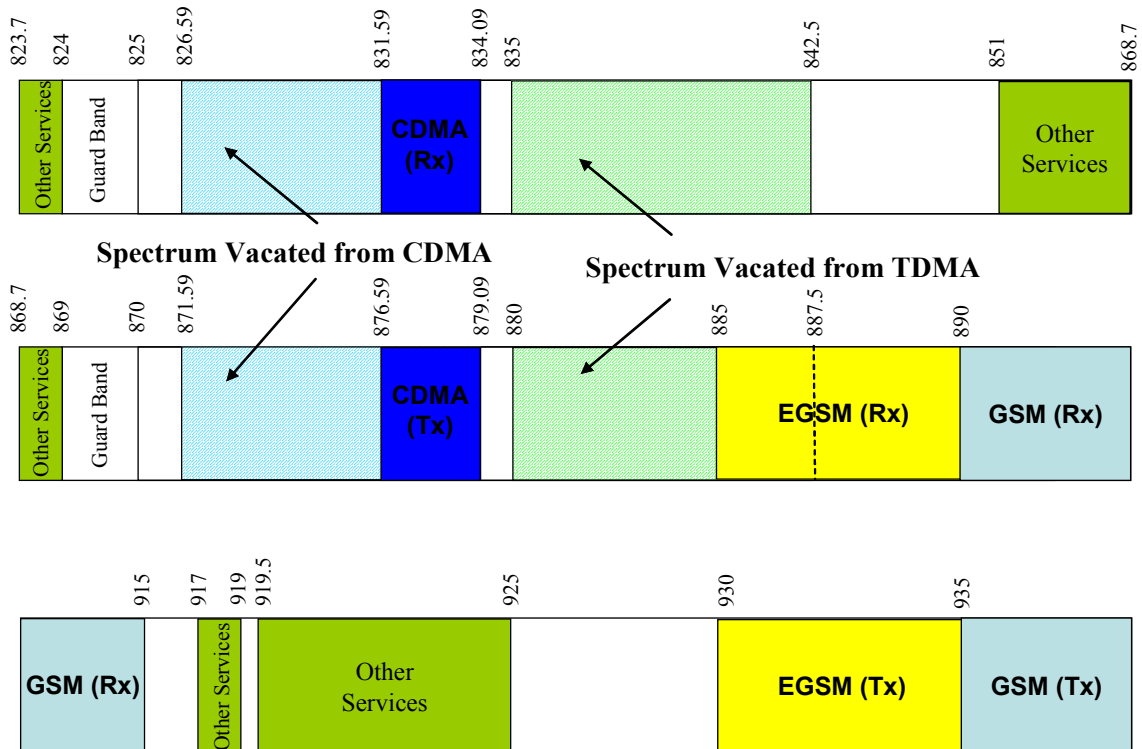 823.7
824
825
826.59
831.59
834.09
835
842.5
851
868.7
Other Services
Guard Band
CDMA
(Rx)
Other
Services
Spectrum Vacated from CDMA
Spectrum Vacated from TDMA
868.7
869
870
871.59
876.59
879.09
880
885
887.5
890
Other Services
Guard Band
CDMA
(Tx)
EGSM (Rx)
GSM (Rx)
915
917
919
919.5
925
930
935
GSM (Rx)
Other Services
Other
Services
EGSM (Tx)
GSM (Tx)